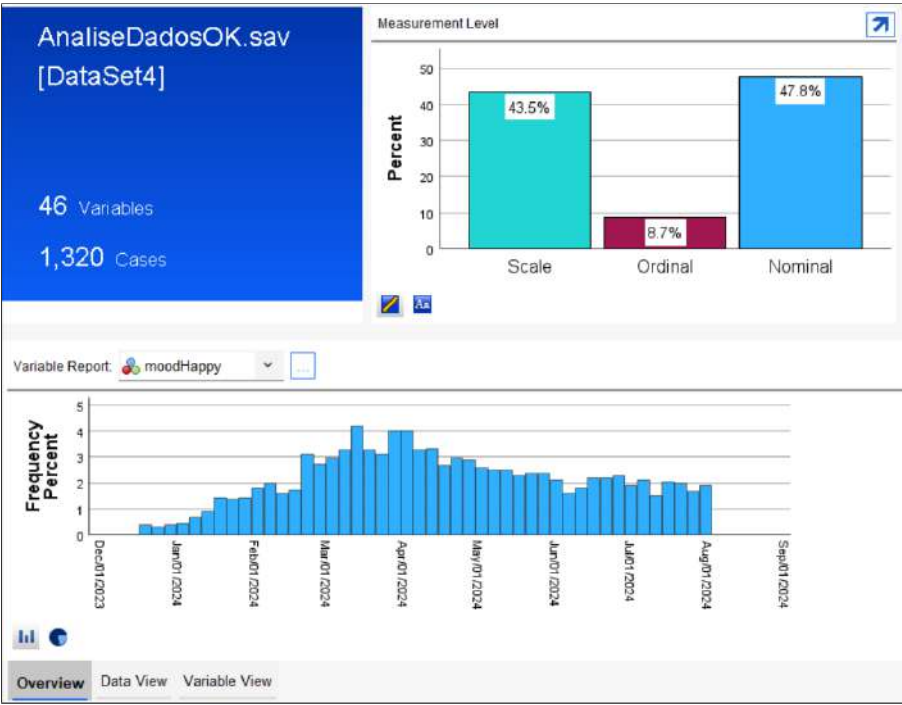 AnaliseDadosOK.sav
[DataSet4]
46 Variables
1,320 Cases
Measurement Level
Percent
50
40
30
20
10
0
43.5%
8.7%
47.8%
Scale
Ordinal
Nominal
Aa
Variable Report:
moodHappy
...
Frequency
Percent
5
4
3
2
1
0
Dec/01/2023
Jan/01/2024
Feb/01/2024
Mar/01/2024
Apr/01/2024
May/01/2024
Jun/01/2024
Jul/01/2024
Aug/01/2024
Sep/01/2024
Overview
Data View
Variable View